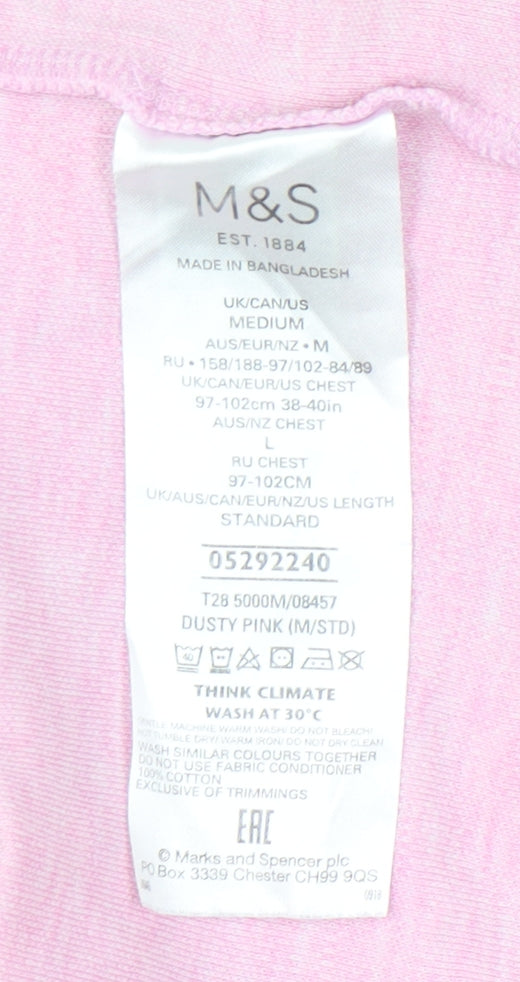 M&S
EST. 1884
MADE IN BANGLADESH
UK/CAN/US
MEDIUM
AUS/EUR/NZ • M
RU • 158/188-97/102-84/89
UK/CAN/EUR/US CHEST
97-102cm 38-40in
AUS/NZ CHEST
L
RU CHEST
97-102CM
UK/AUS/CAN/EUR/NZ/US LENGTH
STANDARD
05292240
T28 5000M/08457
DUSTY PINK (M/STD)
40
THINK CLIMATE
WASH AT 30°C
GENTLE MACHINE WARM WASH/ DO NOT BLEACH/
HOT TUMBLE DRY/ WARM IRON/ DO NOT DRY CLEAN
WASH SIMILAR COLOURS TOGETHER
DO NOT USE FABRIC CONDITIONER
100% COTTON
EXCLUSIVE OF TRIMMINGS
EAC
© Marks and Spencer plc
PO Box 3339 Chester CH99 9QS
0918